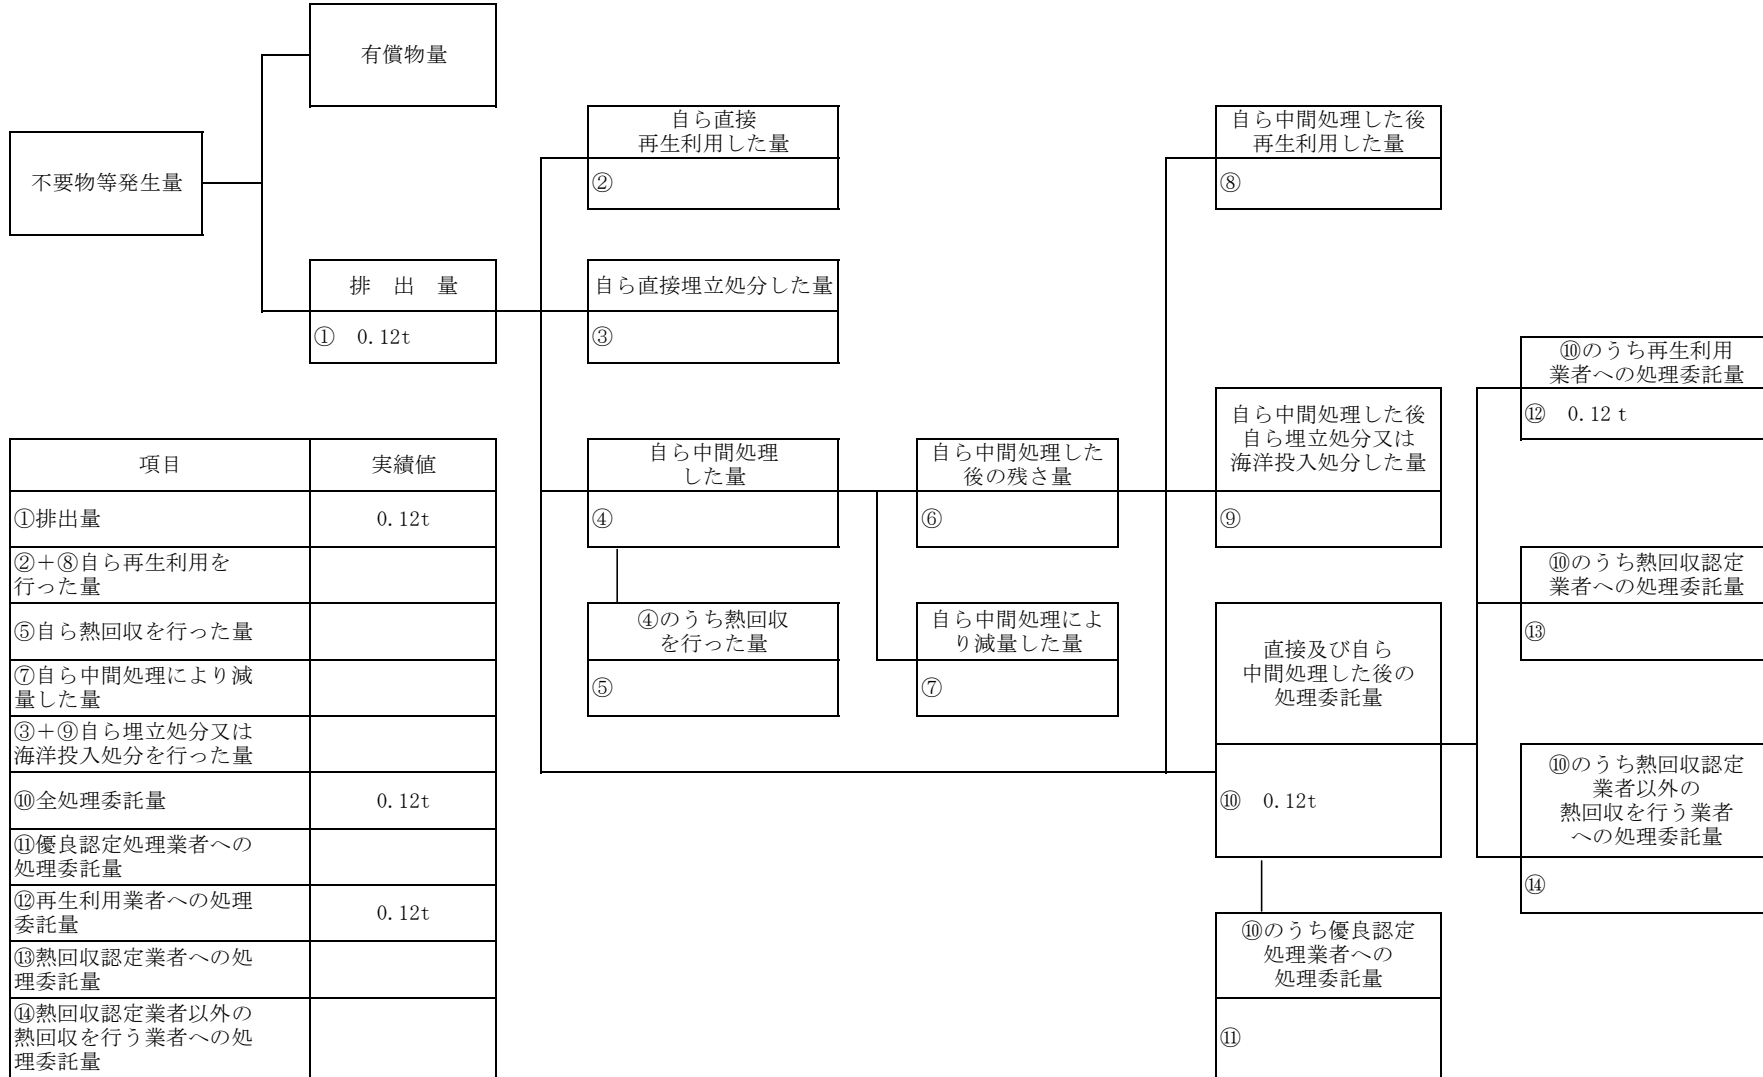 有償物量
不要物等発生量
排　出　量
①　0.12t
自ら直接
再生利用した量
②
自ら直接埋立処分した量
③
自ら中間処理
した量
④
④のうち熱回収
を行った量
⑤
自ら中間処理した
後の残さ量
⑥
自ら中間処理によ
り減量した量
⑦
自ら中間処理した後
再生利用した量
⑧
自ら中間処理した後
自ら埋立処分又は
海洋投入処分した量
⑨
直接及び自ら
中間処理した後の
処理委託量
⑩　0.12t
⑩のうち優良認定
処理業者への
処理委託量
⑪
⑩のうち再生利用
業者への処理委託量
⑫　0.12 t
⑩のうち熱回収認定
業者への処理委託量
⑬
⑩のうち熱回収認定
業者以外の
熱回収を行う業者
への処理委託量
⑭
項目　実績値
①排出量　0.12t
②＋⑧自ら再生利用を
行った量
⑤自ら熱回収を行った量
⑦自ら中間処理により減
量した量
③＋⑨自ら埋立処分又は
海洋投入処分を行った量
⑩全処理委託量　0.12t
⑪優良認定処理業者への
処理委託量
⑫再生利用業者への処理
委託量　0.12t
⑬熱回収認定業者への処
理委託量
⑭熱回収認定業者以外の
熱回収を行う業者への処
理委託量